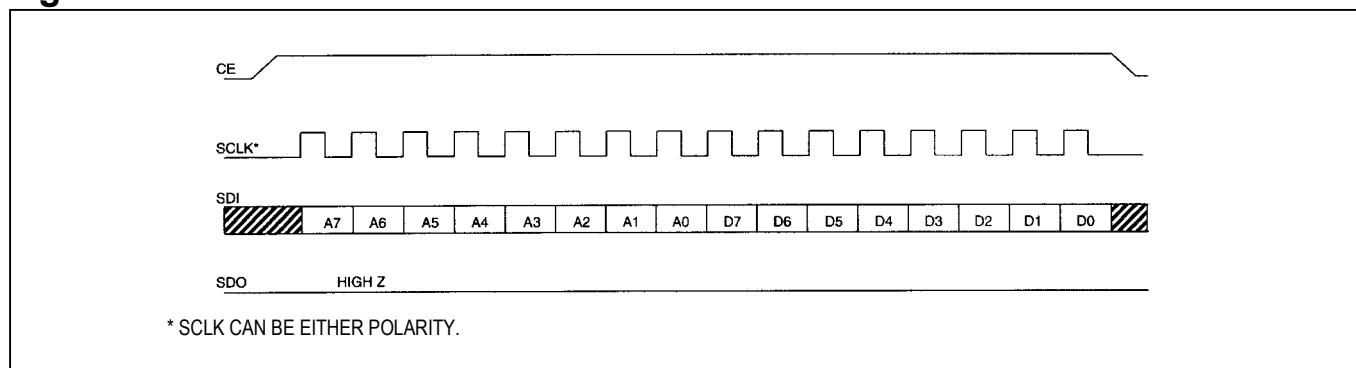 CE
SCLK*
SDI
A7 A6 A5 A4 A3 A2 A1 A0 D7 D6 D5 D4 D3 D2 D1 D0
SDO HIGH Z
* SCLK CAN BE EITHER POLARITY.